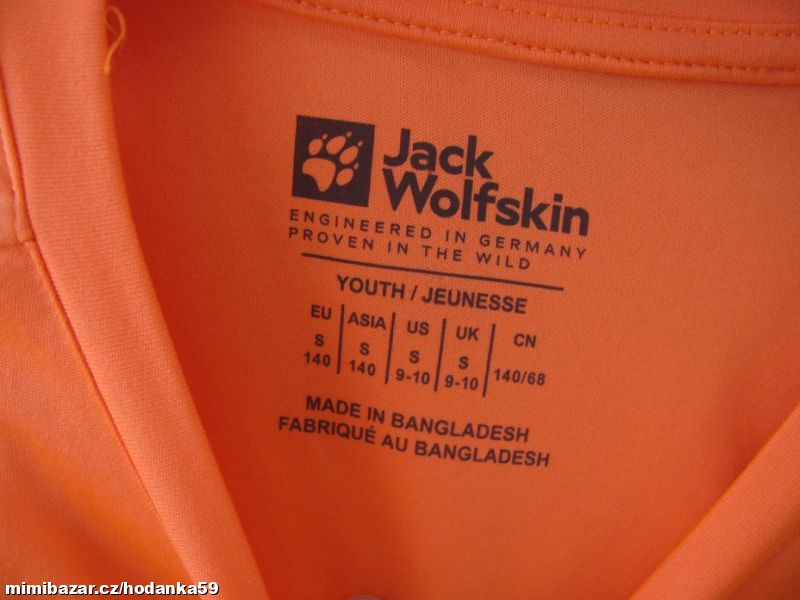 Jack
Wolfskin
ENGINEERED IN GERMANY
PROVEN IN THE WILD
YOUTH / JEUNESSE
EU ASIA US UK CN
S S S S 140/68
140 140 9-10 9-10
MADE IN BANGLADESH
FABRIQUÉ AU BANGLADESH
mimibazar.cz/hodanka59